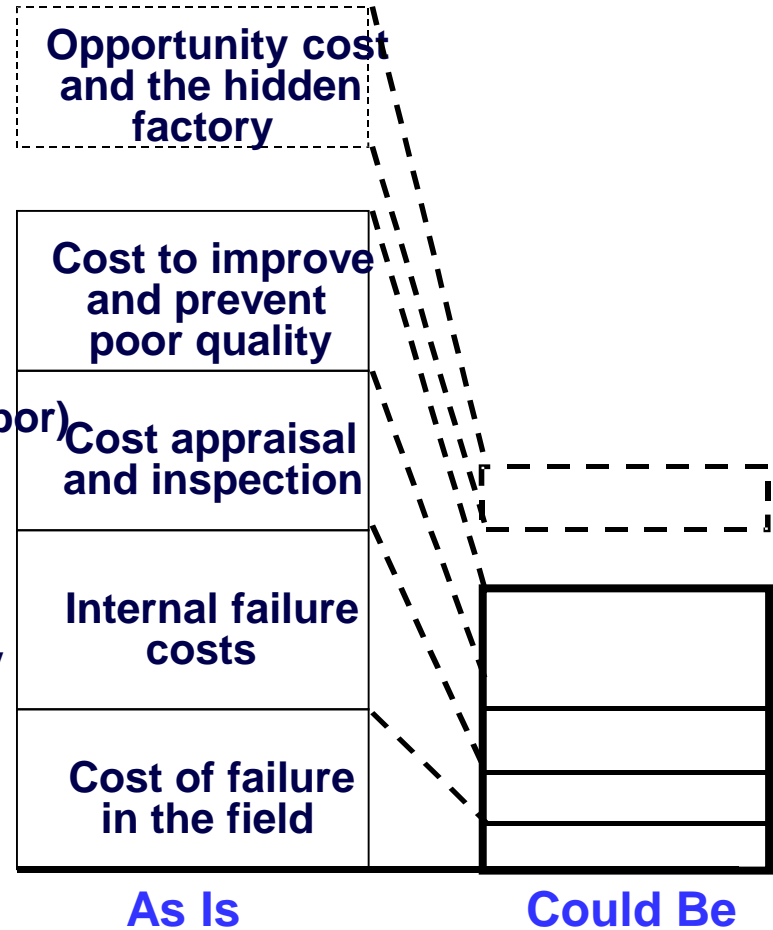 Opportunity cost
and the hidden
factory
Cost to improve
and prevent
poor quality
Cost appraisal
and inspection
Internal failure
costs
Cost of failure
in the field
As Is
Could Be